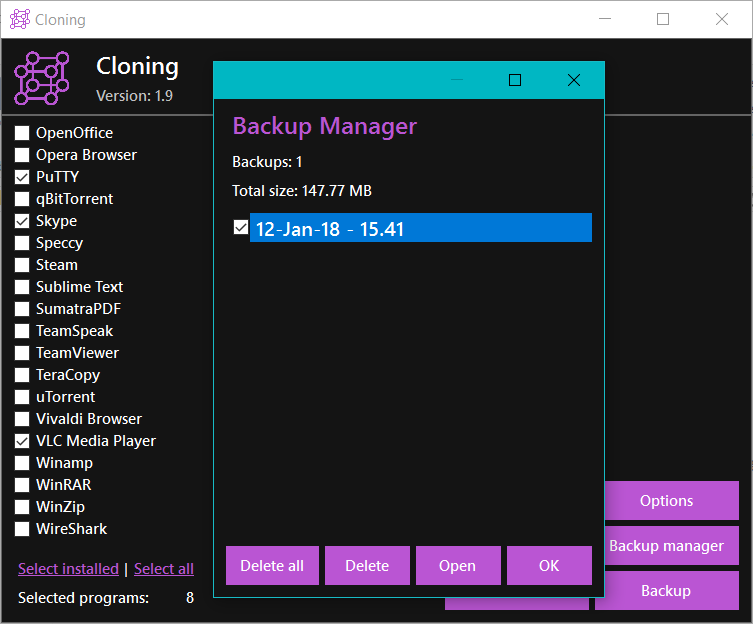 Cloning
Cloning
Version: 1.9
OpenOffice
Opera Browser
PuTTY
qBitTorrent
Skype
Speccy
Steam
Sublime Text
SumatraPDF
TeamSpeak
TeamViewer
TeraCopy
uTorrent
Vivaldi Browser
VLC Media Player
Winamp
WinRAR
WinZip
WireShark
Select installed | Select all
Selected programs: 8
Backup Manager
Backups: 1
Total size: 147.77 MB
12-Jan-18 - 15.41
Delete all Delete Open OK
Options
Backup manager
Backup